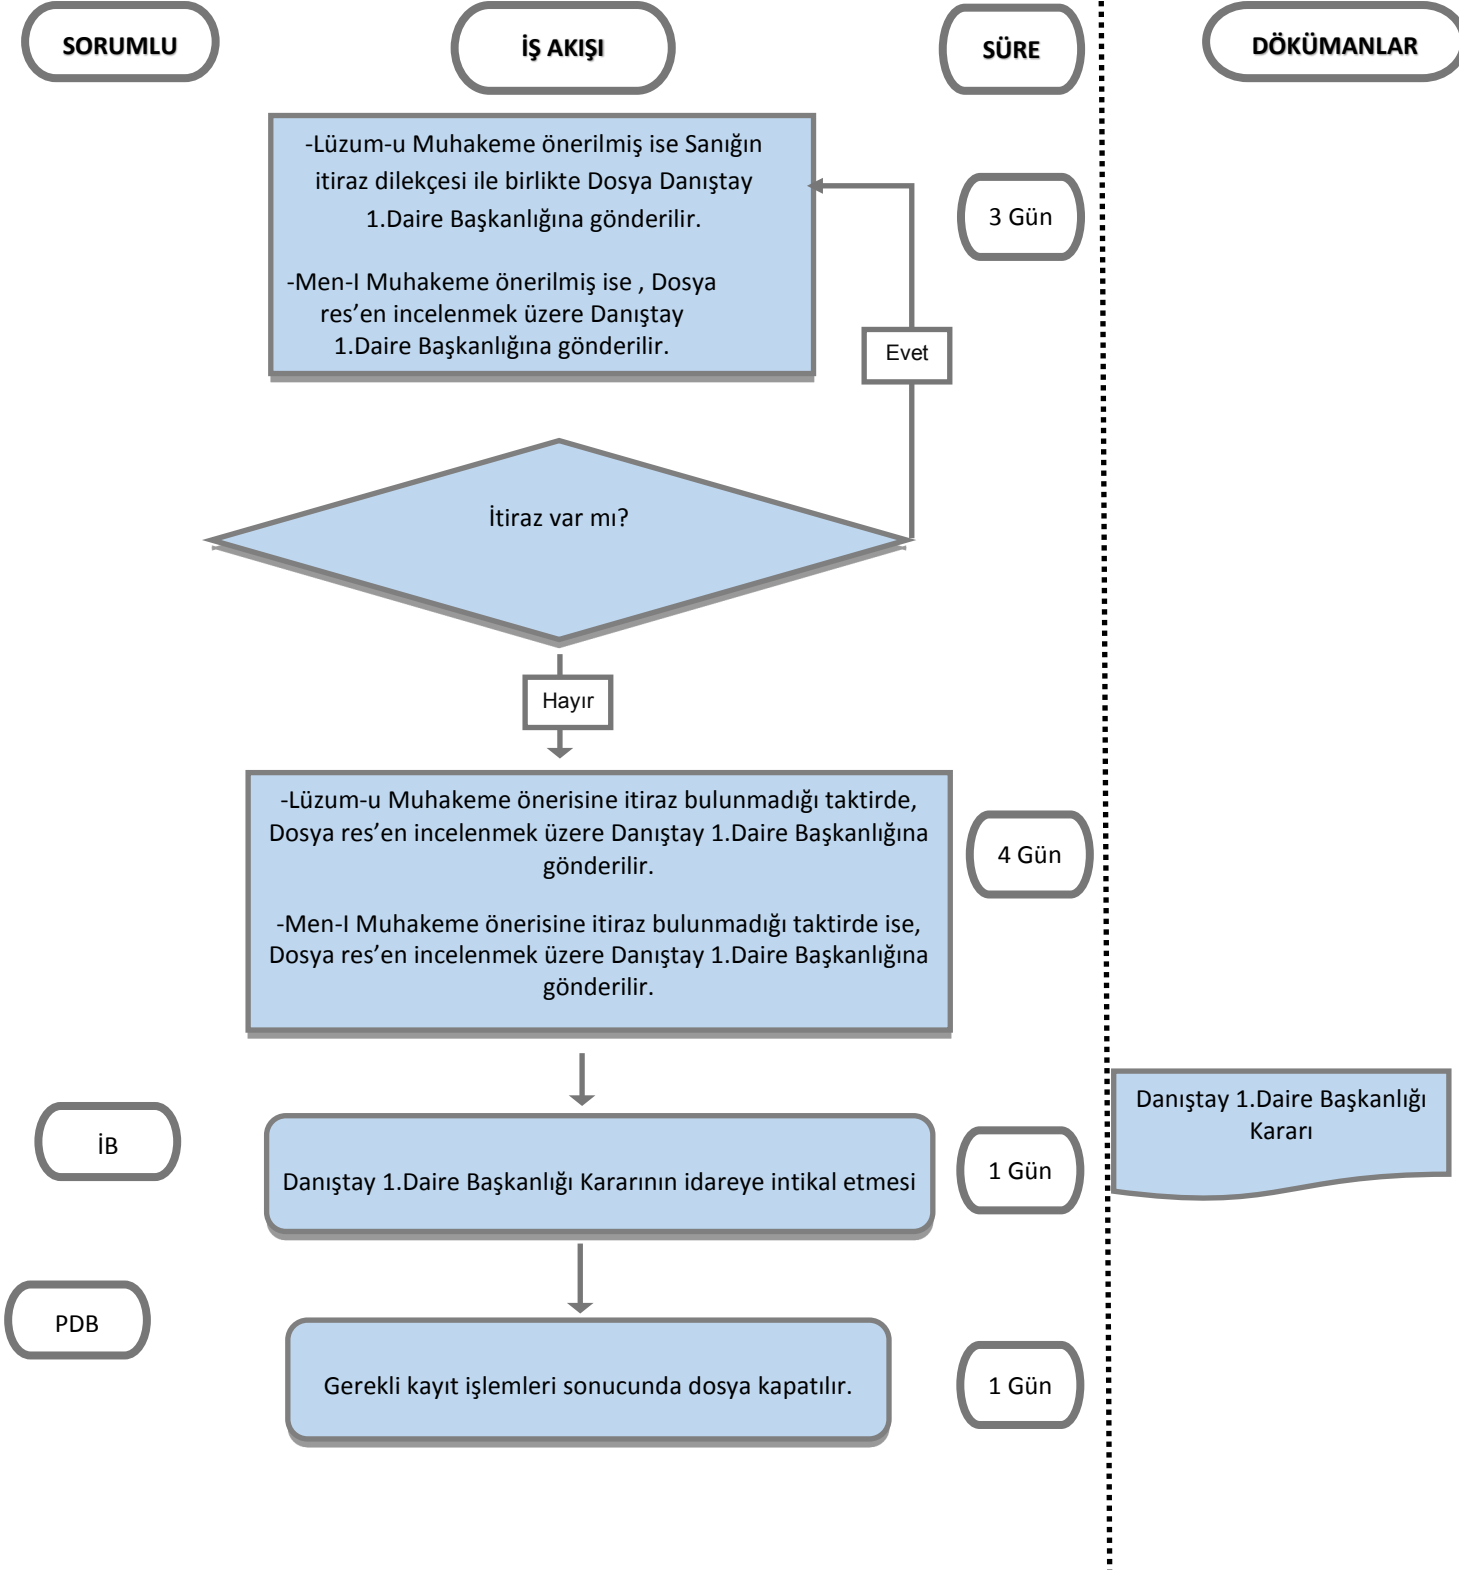 SORUMLU
İŞ AKIŞI
SÜRE
DÖKÜMANLAR
-Lüzum-u Muhakeme önerilmiş ise Sanığın
itiraz dilekçesi ile birlikte Dosya Danıştay
1.Daire Başkanlığına gönderilir.
-Men-I Muhakeme önerilmiş ise , Dosya
res’en incelenmek üzere Danıştay
1.Daire Başkanlığına gönderilir.
3 Gün
Evet
İtiraz var mı?
Hayır
-Lüzum-u Muhakeme önerisine itiraz bulunmadığı taktirde,
Dosya res’en incelenmek üzere Danıştay 1.Daire Başkanlığına
gönderilir.
-Men-I Muhakeme önerisine itiraz bulunmadığı taktirde ise,
Dosya res’en incelenmek üzere Danıştay 1.Daire Başkanlığına
gönderilir.
4 Gün
İB
Danıştay 1.Daire Başkanlığı Kararının idareye intikal etmesi
1 Gün
Danıştay 1.Daire Başkanlığı
Kararı
PDB
Gerekli kayıt işlemleri sonucunda dosya kapatılır.
1 Gün